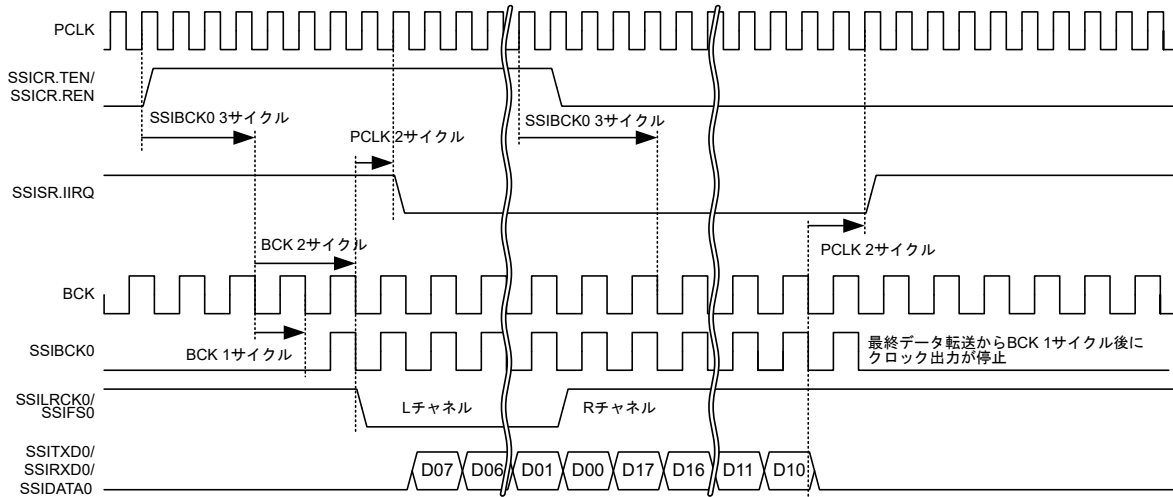 PCLK
SSICR.TEN/
SSICR.REN
SSIBCK0 3サイクル
PCLK 2サイクル
SSIBCK0 3サイクル
SSISR.IIRQ
BCK 2サイクル
PCLK 2サイクル
BCK
BCK 1サイクル
SSIBCK0
最終データ転送からBCK 1サイクル後に
クロック出力が停止
SSILRCK0/
SSIFS0
Lチャネル
Rチャネル
SSITXD0/
SSIRXD0/
SSIDATA0
D07 D06 D01 D00 D17 D16 D11 D10